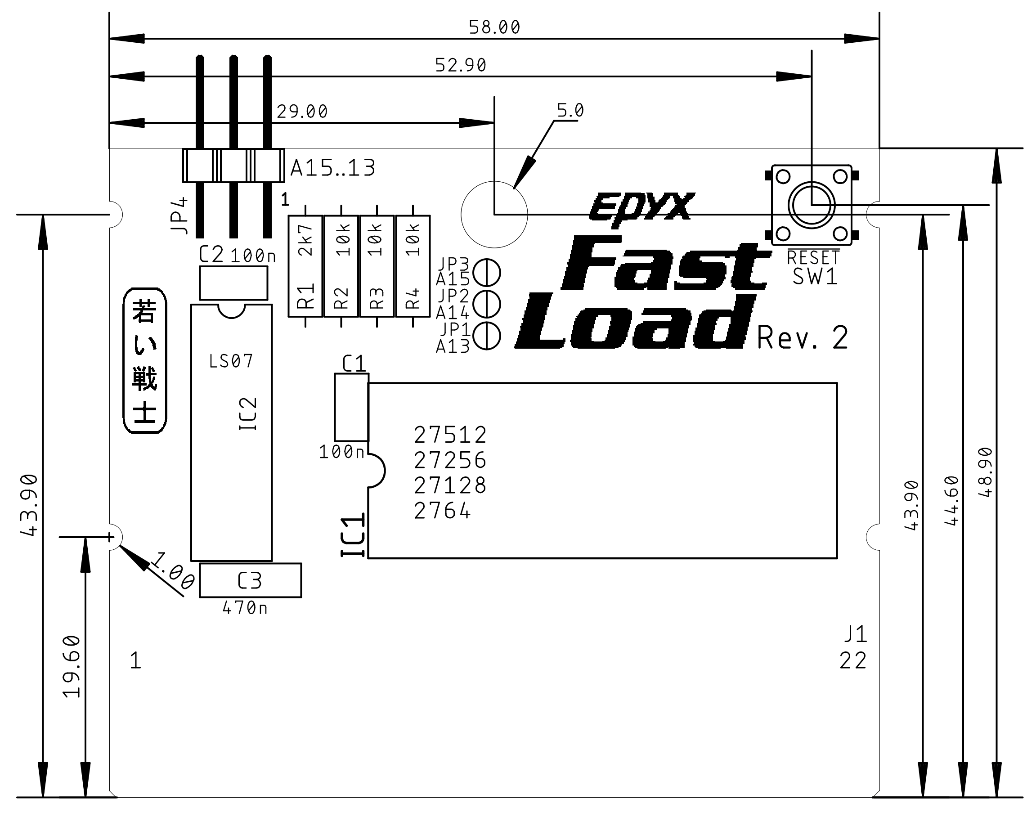 58.00
52.90
29.00
5.0
A15..13
JP4
1
EPYX
Fast
Load
Rev. 2
RESET
SW1
C2 100n
R1 2k7
R2 10k
R3 10k
R4 10k
JP3
A15
JP2
A14
JP1
A13
若い戦士
LS07
IC2
C1
100n
27512
27256
27128
2764
IC1
43.90
1.00
C3
470n
19.60
1
J1
22
43.90
44.60
48.90